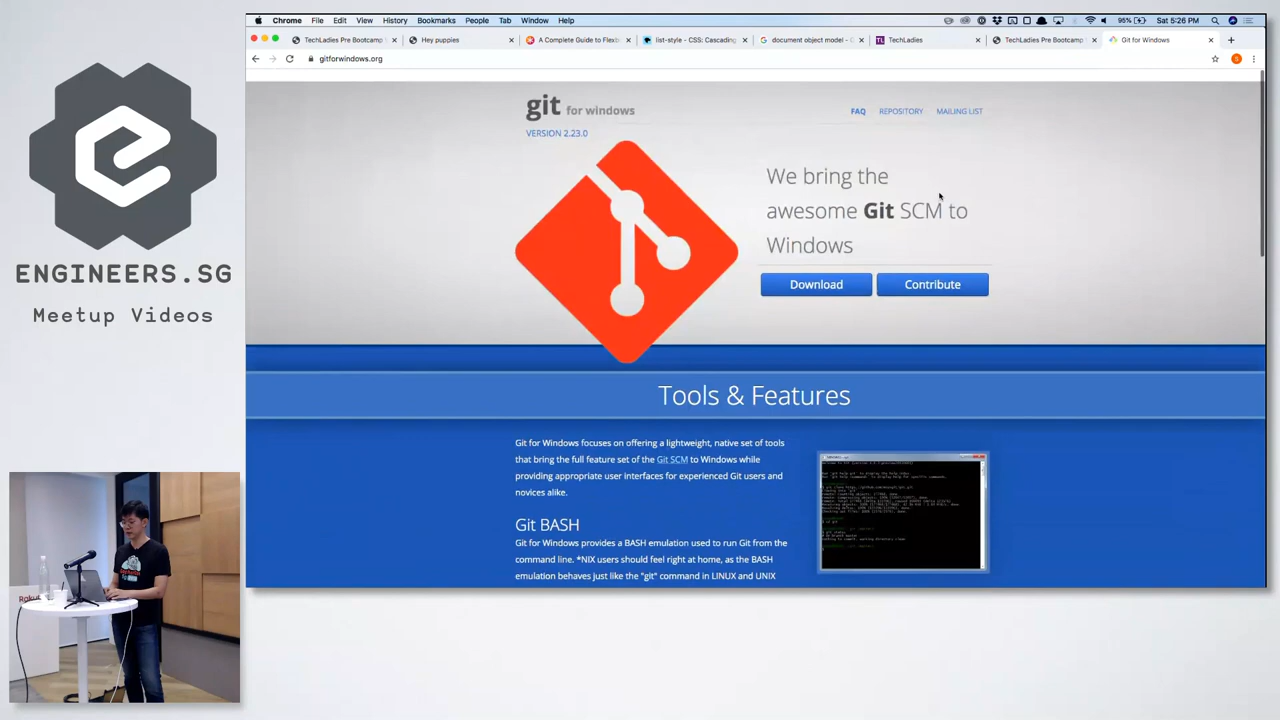 Chrome File Edit View History Bookmarks People Tab Window Help
95% Sat 5:26 PM
TechLadies Pre Bootcamp
Hey puppies
A Complete Guide to Flexb
list-style - CSS: Cascading
document object model - G
TechLadies
TechLadies Pre Bootcamp
Git for Windows
gitforwindows.org
git for windows
VERSION 2.23.0
FAQ
REPOSITORY
MAILING LIST
We bring the
awesome Git SCM to
Windows
Download
Contribute
Tools & Features
Git for Windows focuses on offering a lightweight, native set of tools
that bring the full feature set of the Git SCM to Windows while
providing appropriate user interfaces for experienced Git users and
novices alike.
Git BASH
Git for Windows provides a BASH emulation used to run Git from the
command line. *NIX users should feel right at home, as the BASH
emulation behaves just like the "git" command in LINUX and UNIX
ENGINEERS.SG
Meetup Videos